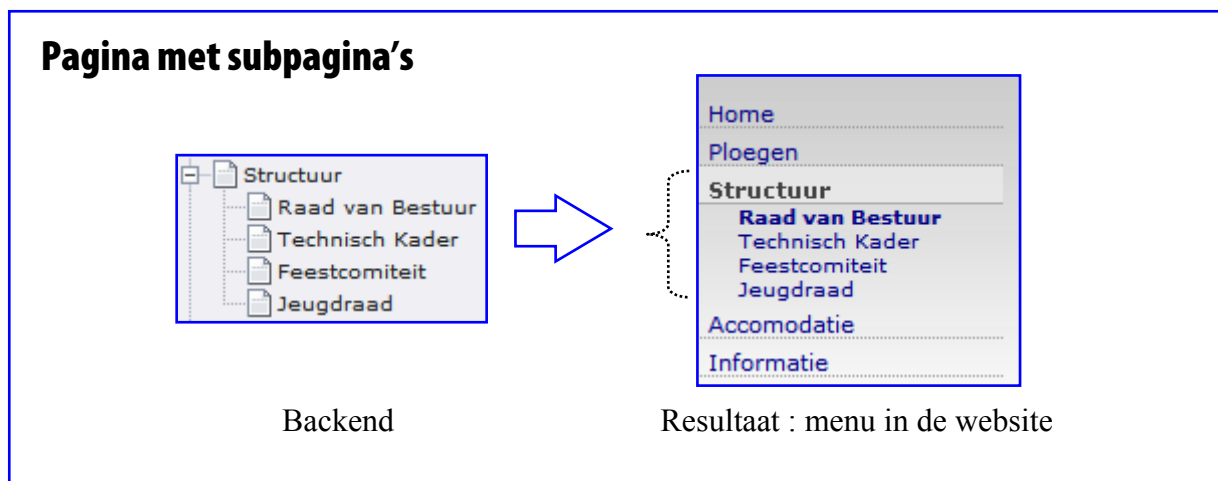 Pagina met subpagina's
Structuur
Raad van Bestuur
Technisch Kader
Feestcomiteit
Jeugdraad
Home
Ploegen
Structuur
Raad van Bestuur
Technisch Kader
Feestcomiteit
Jeugdraad
Accomodatie
Informatie
Backend
Resultaat : menu in de website